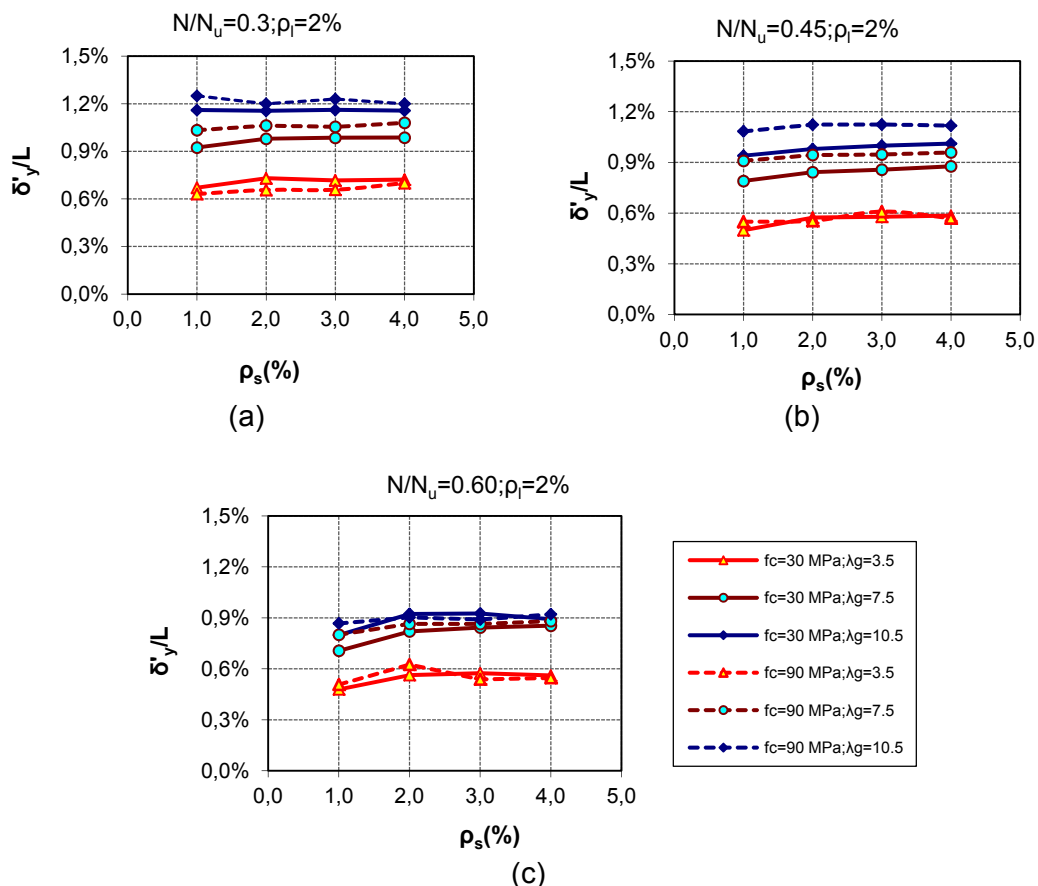 N/Nu=0.3;ρl=2%
1,5%
1,2%
0,9%
0,6%
0,3%
0,0%
δ'y/L
0,0 1,0 2,0 3,0 4,0 5,0
ρs(%)
(a)
N/Nu=0.45;ρl=2%
1,5%
1,2%
0,9%
0,6%
0,3%
0,0%
δ'y/L
0,0 1,0 2,0 3,0 4,0 5,0
ρs(%)
(b)
N/Nu=0.60;ρl=2%
1,5%
1,2%
0,9%
0,6%
0,3%
0,0%
δ'y/L
0,0 1,0 2,0 3,0 4,0 5,0
ρs(%)
(c)
fc=30 MPa;λg=3.5
fc=30 MPa;λg=7.5
fc=30 MPa;λg=10.5
fc=90 MPa;λg=3.5
fc=90 MPa;λg=7.5
fc=90 MPa;λg=10.5